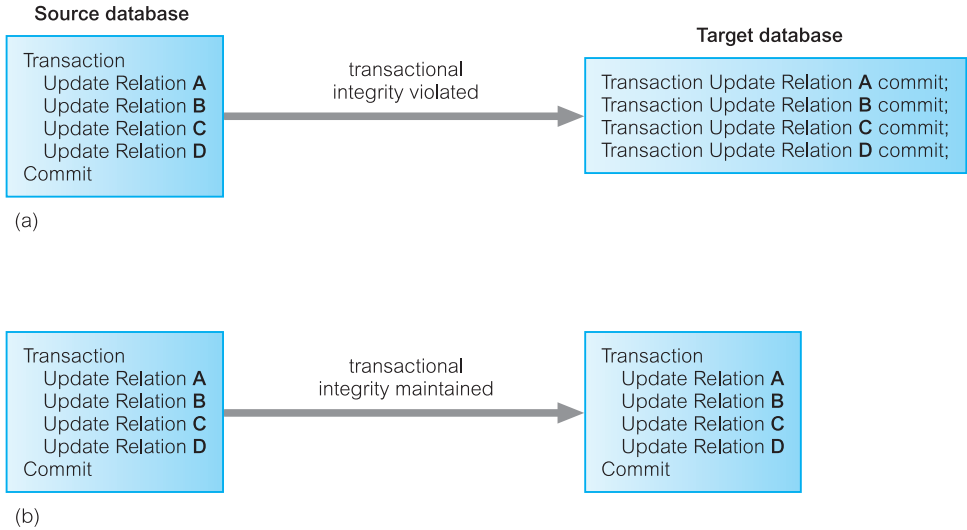 Source database
Target database
Transaction
Update Relation A
Update Relation B
Update Relation C
Update Relation D
Commit
transactional
integrity violated
Transaction Update Relation A commit;
Transaction Update Relation B commit;
Transaction Update Relation C commit;
Transaction Update Relation D commit;
(a)
Transaction
Update Relation A
Update Relation B
Update Relation C
Update Relation D
Commit
transactional
integrity maintained
Transaction
Update Relation A
Update Relation B
Update Relation C
Update Relation D
Commit
(b)